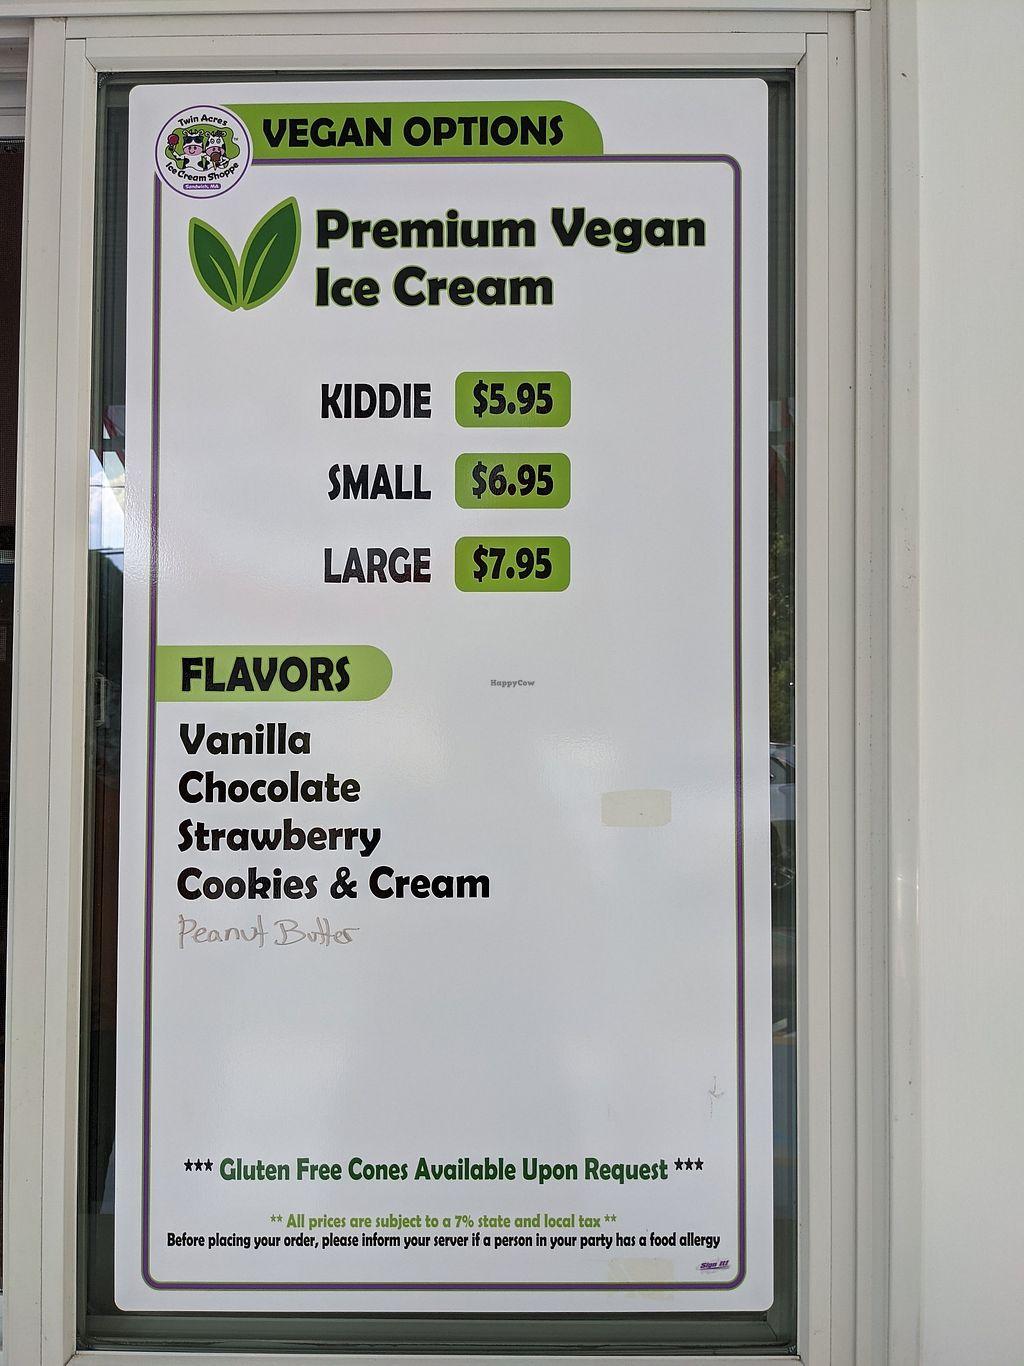 Twin Acres
Ice Cream Shoppe
Sandwich, MA
VEGAN OPTIONS
Premium Vegan
Ice Cream
KIDDIE $5.95
SMALL $6.95
LARGE $7.95
FLAVORS
HappyCow
Vanilla
Chocolate
Strawberry
Cookies & Cream
Peanut Butter
*** Gluten Free Cones Available Upon Request ***
** All prices are subject to a 7% state and local tax **
Before placing your order, please inform your server if a person in your party has a food allergy
Sign It!